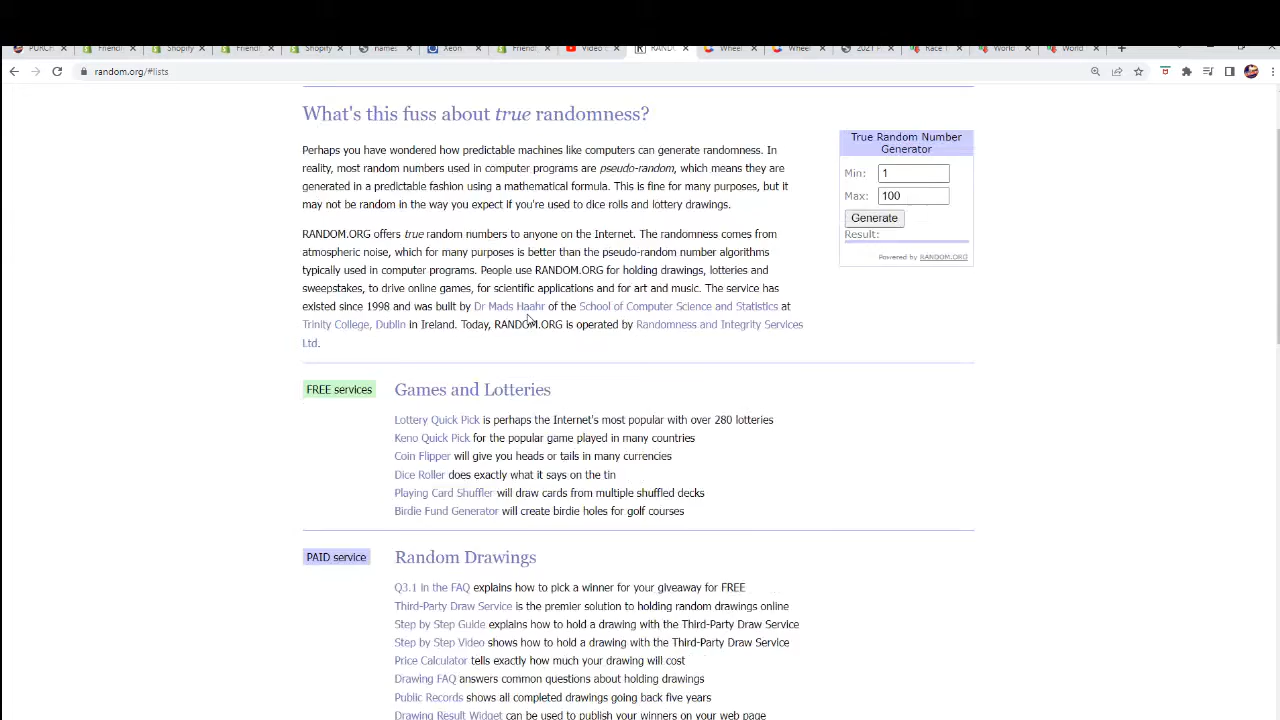 Friend
Shopify
Friend
Shopify
names
Xeon
Friend
Video
RAND
Wheel
Wheel
2021
Race
World
World
random.org/#lists
What's this fuss about true randomness?
Perhaps you have wondered how predictable machines like computers can generate randomness. In
reality, most random numbers used in computer programs are pseudo-random, which means they are
generated in a predictable fashion using a mathematical formula. This is fine for many purposes, but it
may not be random in the way you expect if you're used to dice rolls and lottery drawings.
RANDOM.ORG offers true random numbers to anyone on the Internet. The randomness comes from
atmospheric noise, which for many purposes is better than the pseudo-random number algorithms
typically used in computer programs. People use RANDOM.ORG for holding drawings, lotteries and
sweepstakes, to drive online games, for scientific applications and for art and music. The service has
existed since 1998 and was built by Dr Mads Haahr of the School of Computer Science and Statistics at
Trinity College, Dublin in Ireland. Today, RANDOM.ORG is operated by Randomness and Integrity Services
Ltd.
True Random Number
Generator
Min: 1
Max: 100
Generate
Result:
Powered by RANDOM.ORG
FREE services
Games and Lotteries
Lottery Quick Pick is perhaps the Internet's most popular with over 280 lotteries
Keno Quick Pick for the popular game played in many countries
Coin Flipper will give you heads or tails in many currencies
Dice Roller does exactly what it says on the tin
Playing Card Shuffler will draw cards from multiple shuffled decks
Birdie Fund Generator will create birdie holes for golf courses
PAID service
Random Drawings
Q3.1 in the FAQ explains how to pick a winner for your giveaway for FREE
Third-Party Draw Service is the premier solution to holding random drawings online
Step by Step Guide explains how to hold a drawing with the Third-Party Draw Service
Step by Step Video shows how to hold a drawing with the Third-Party Draw Service
Price Calculator tells exactly how much your drawing will cost
Drawing FAQ answers common questions about holding drawings
Public Records shows all completed drawings going back five years
Drawing Result Widget can be used to publish your winners on your web page